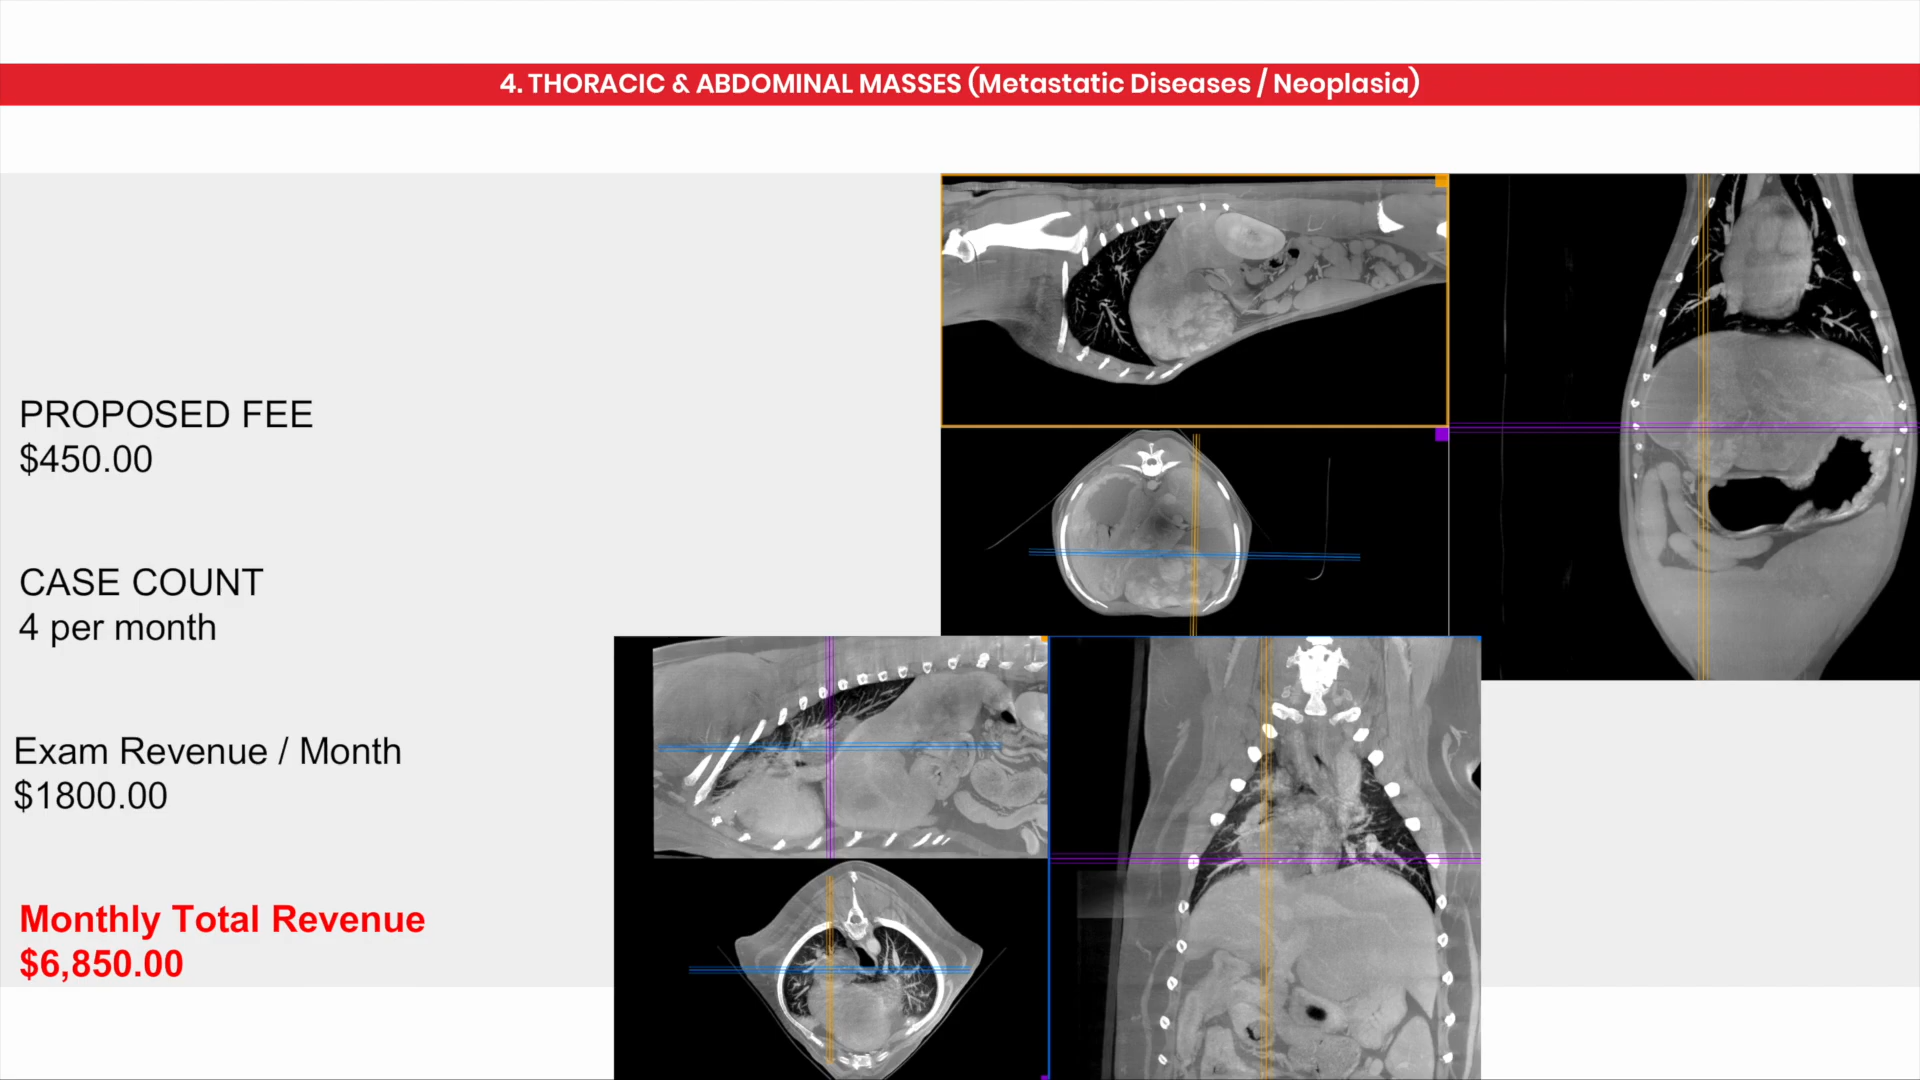 4. THORACIC & ABDOMINAL MASSES (Metastatic Diseases / Neoplasia)
PROPOSED FEE
$450.00
CASE COUNT
4 per month
Exam Revenue / Month
$1800.00
Monthly Total Revenue
$6,850.00